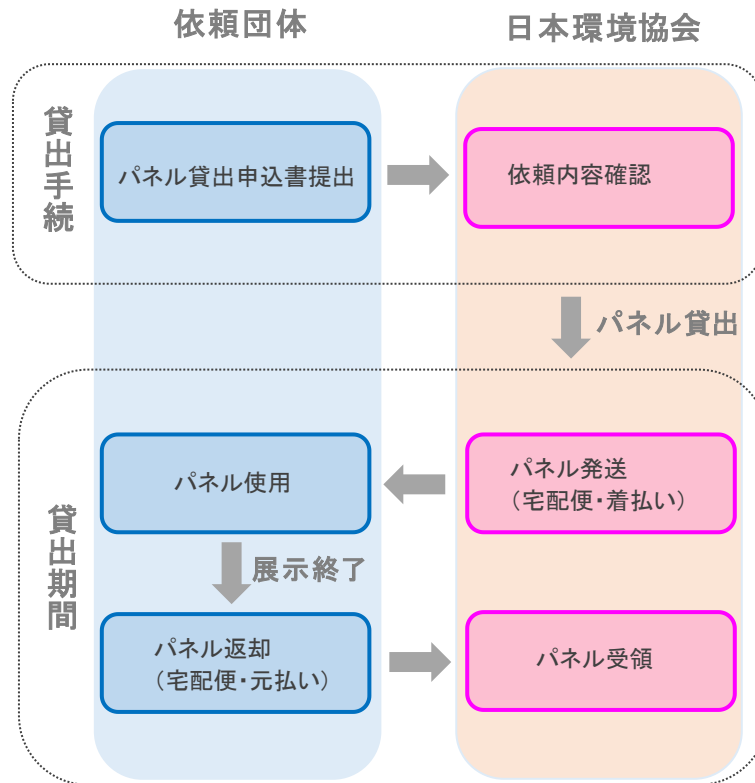 依頼団体
日本環境協会
貸出手続
パネル貸出申込書提出
依頼内容確認
パネル貸出
貸出期間
パネル使用
パネル発送
（宅配便・着払い）
展示終了
パネル返却
（宅配便・元払い）
パネル受領